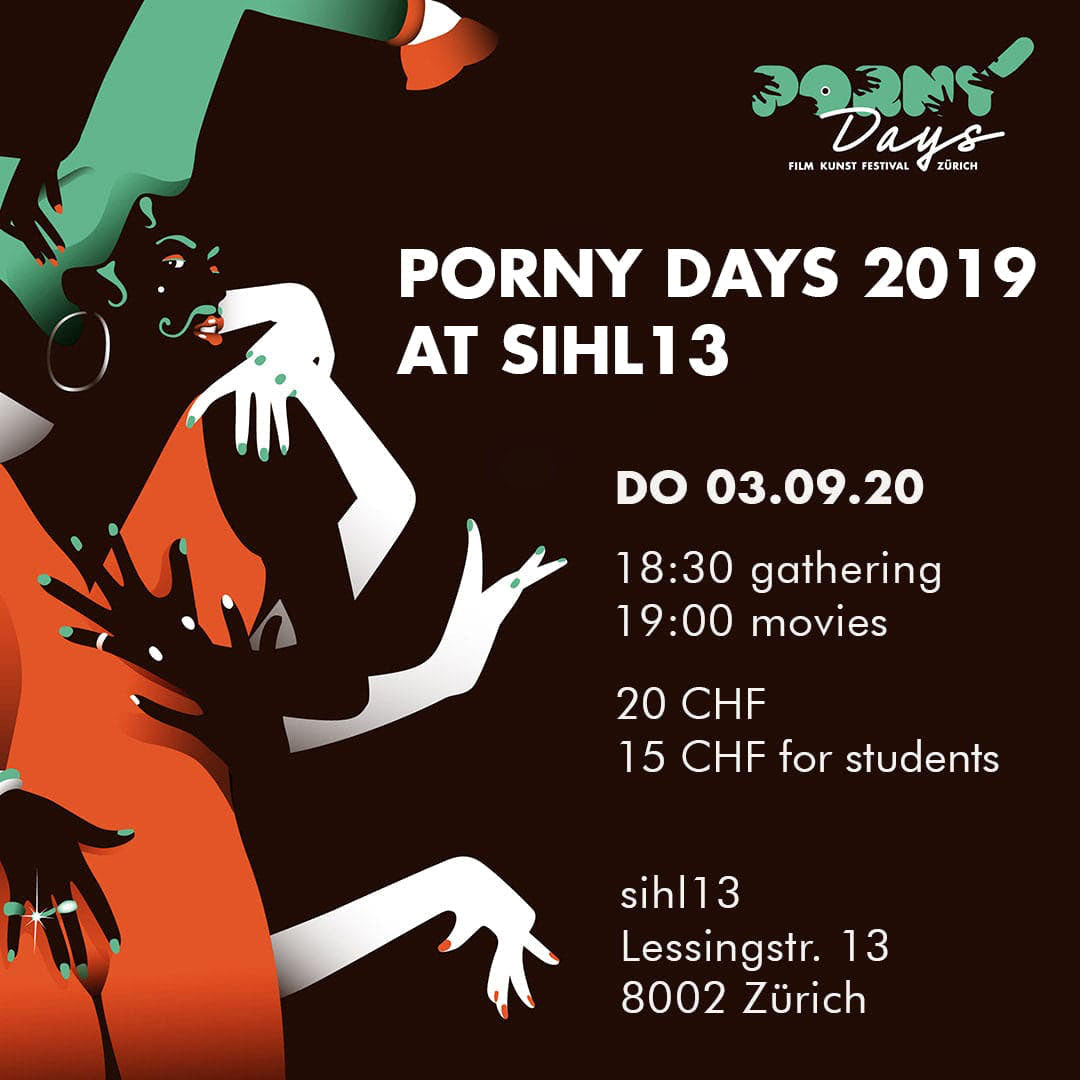 PORNY
Days
FILM KUNST FESTIVAL ZÜRICH
PORNY DAYS 2019
AT SIHL13
DO 03.09.20
18:30 gathering
19:00 movies
20 CHF
15 CHF for students
sihl13
Lessingstr. 13
8002 Zürich